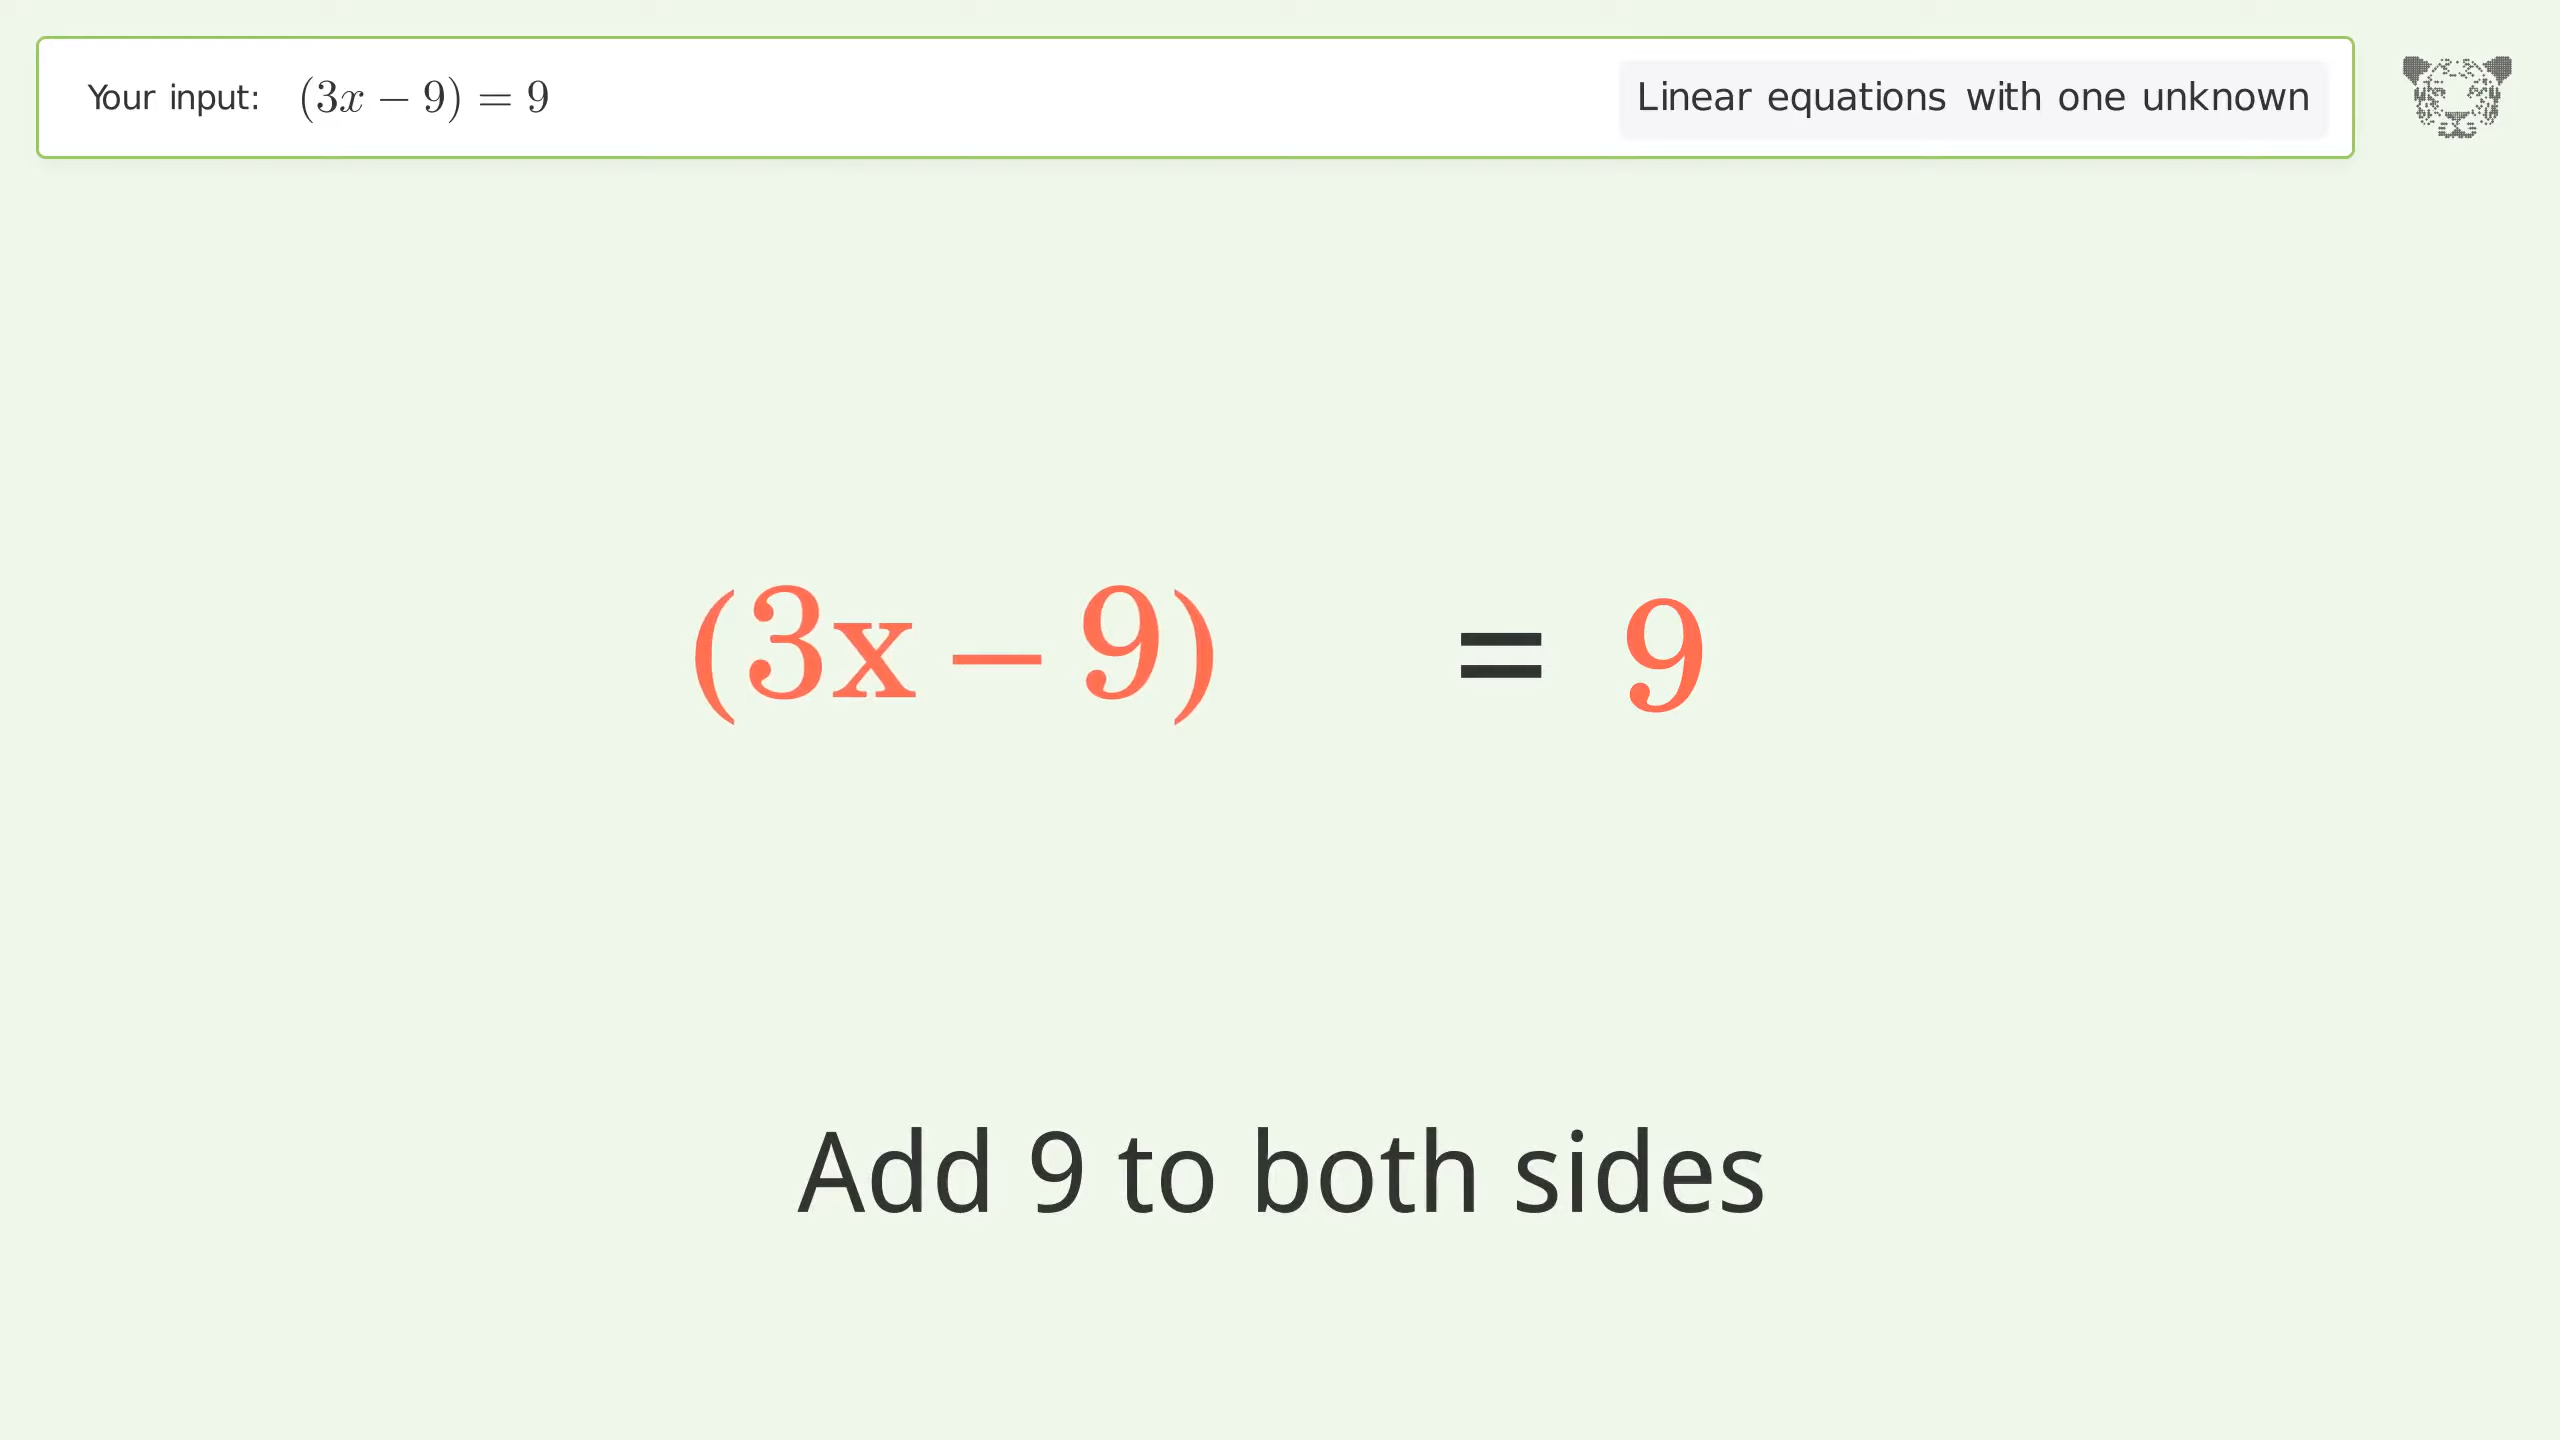 Your input: (3x − 9) = 9
Linear equations with one unknown
(3x − 9) = 9
Add 9 to both sides